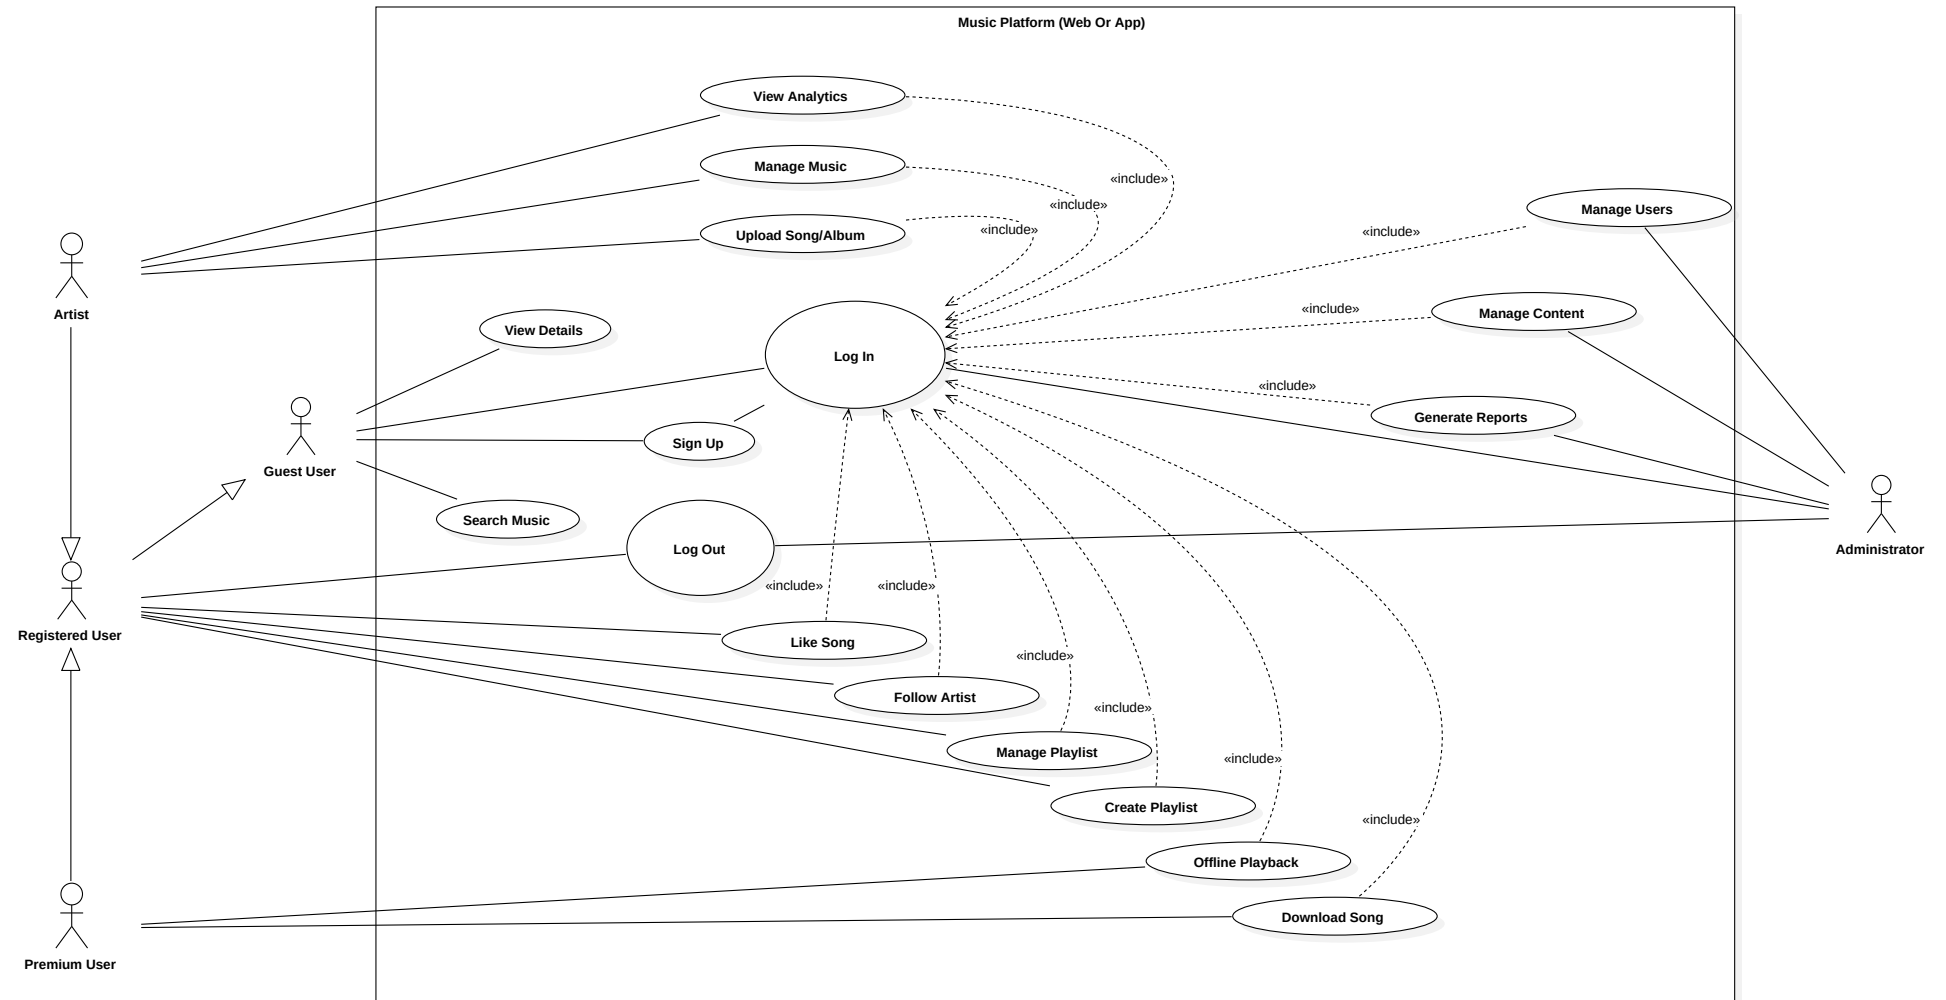 Music Platform (Web Or App)
View Analytics
Manage Music
«include»
«include»
Manage Users
Upload Song/Album
«include»
«include»
Artist
View Details
«include»
Manage Content
Log In
«include»
Generate Reports
Guest User
Sign Up
Search Music
Log Out
Administrator
«include»
«include»
Registered User
Like Song
«include»
Follow Artist
«include»
Manage Playlist
«include»
Create Playlist
«include»
Offline Playback
Download Song
Premium User